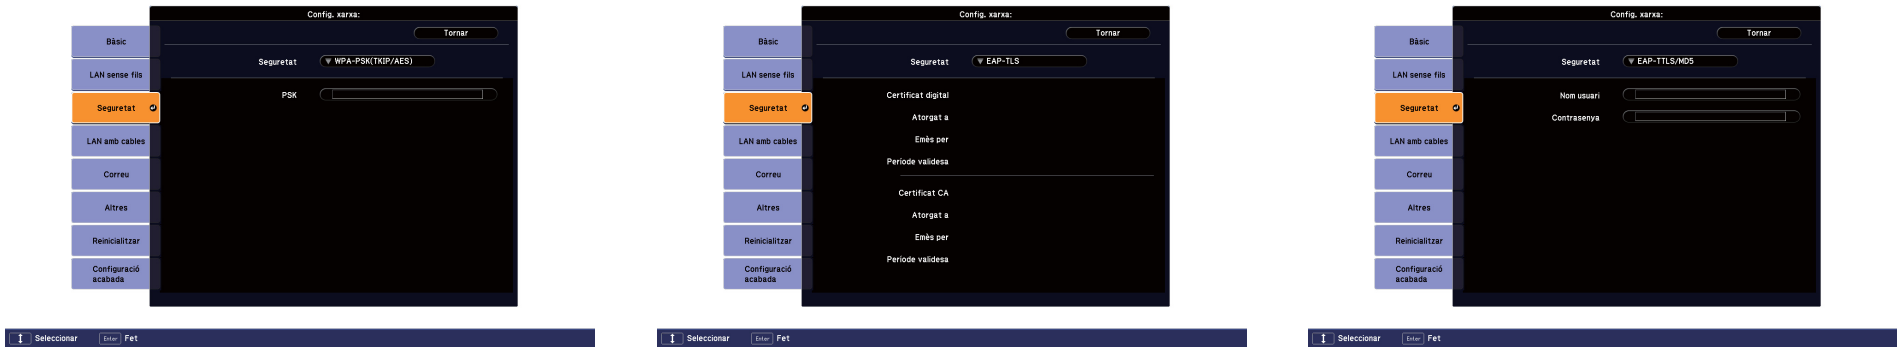 Config. xarxa:
Tornar
Bàsic
LAN sense fils
Seguretat
LAN amb cables
Correu
Altres
Reinicialitzar
Configuració
acabada
Seguretat WPA-PSK(TKIP/AES)
PSK
Seleccionar Enter Fet
Config. xarxa:
Tornar
Bàsic
LAN sense fils
Seguretat
LAN amb cables
Correu
Altres
Reinicialitzar
Configuració
acabada
Seguretat EAP-TLS
Certificat digital
Atorgat a
Emès per
Període validesa
Certificat CA
Atorgat a
Emès per
Període validesa
Seleccionar Enter Fet
Config. xarxa:
Tornar
Bàsic
LAN sense fils
Seguretat
LAN amb cables
Correu
Altres
Reinicialitzar
Configuració
acabada
Seguretat EAP-TTLS/MD5
Nom usuari
Contrasenya
Seleccionar Enter Fet